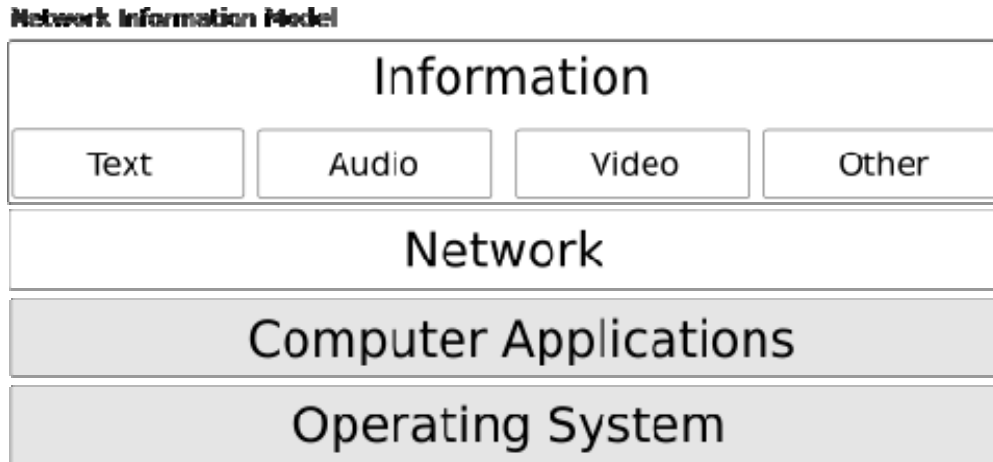 Network Information Model
Information
Text Audio Video Other
Network
Computer Applications
Operating System